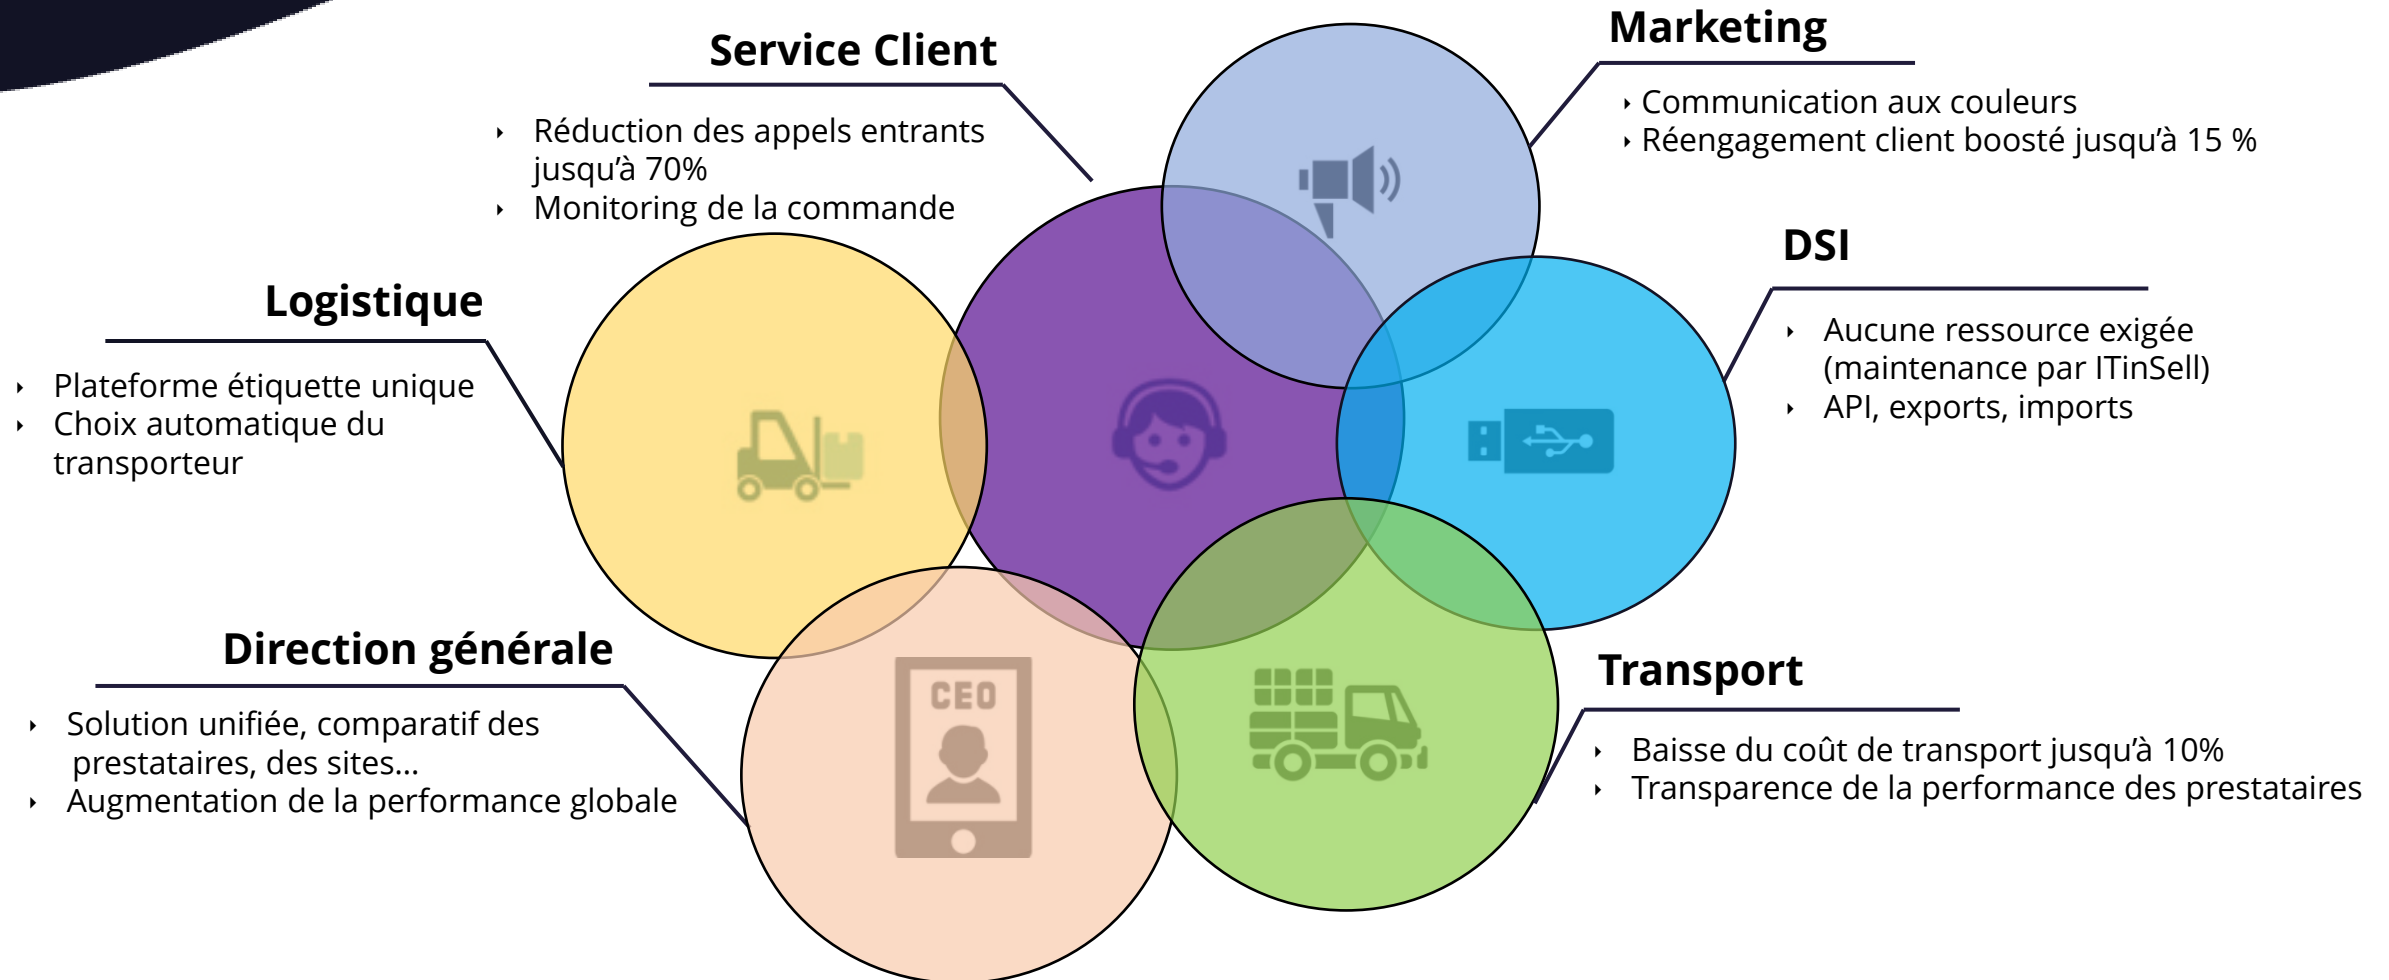 Service Client
‣ Réduction des appels entrants
jusqu'à 70%
‣ Monitoring de la commande
Marketing
‣ Communication aux couleurs
‣ Réengagement client boosté jusqu'à 15 %
DSI
‣ Aucune ressource exigée
(maintenance par ITinSell)
‣ API, exports, imports
Logistique
‣ Plateforme étiquette unique
‣ Choix automatique du
transporteur
Direction générale
‣ Solution unifiée, comparatif des
prestataires, des sites...
‣ Augmentation de la performance globale
CEO
Transport
‣ Baisse du coût de transport jusqu'à 10%
‣ Transparence de la performance des prestataires